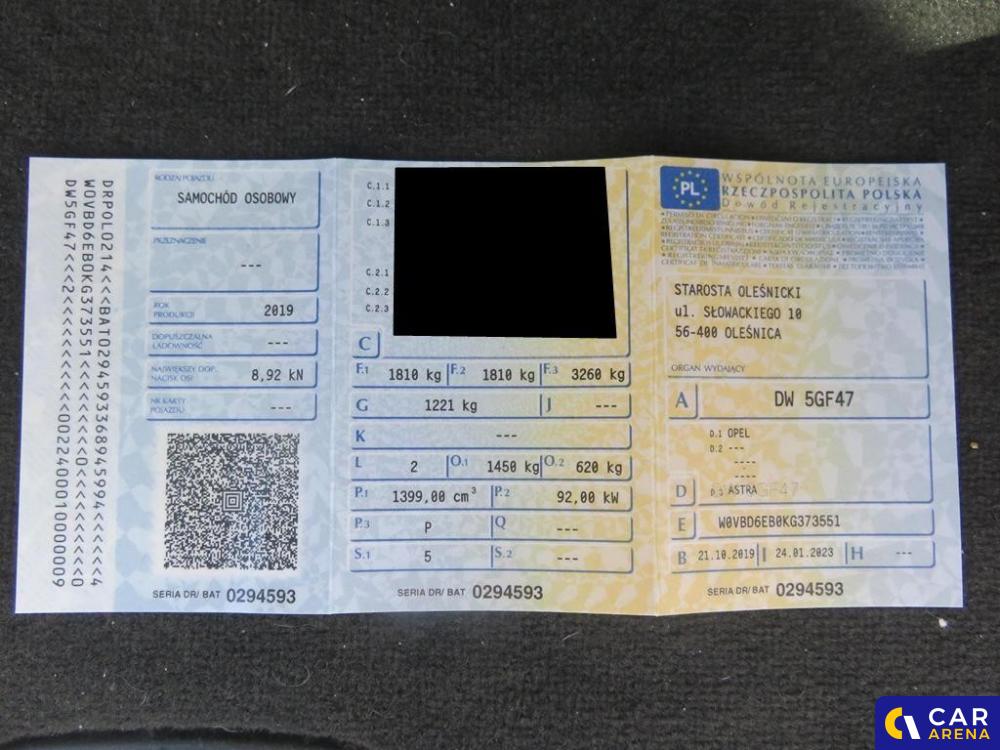 DRPOL0214<<BAT0294593368945994<<<<<4
W0VBD6EB0KG373551<<<<<<0<<<<<<<<<<<0
DW5GF47<<<2<<<<<<<<<<<<0022400010000009
RODZAJ POJAZDU
SAMOCHÓD OSOBOWY
PRZEZNACZENIE
---
ROK PRODUKCJI 2019
DOPUSZCZALNA ŁADOWNOŚĆ ---
NAJWIĘKSZY DOP. NACISK OSI 8,92 kN
NR KARTY POJAZDU ---
SERIA DR/ BAT 0294593
C.1.1
C.1.2
C.1.3
C.2.1
C.2.2
C.2.3
C
F.1 1810 kg F.2 1810 kg F.3 3260 kg
G 1221 kg J ---
K ---
L 2 O.1 1450 kg O.2 620 kg
P.1 1399,00 cm³ P.2 92,00 kW
P.3 P Q ---
S.1 5 S.2 ---
SERIA DR/ BAT 0294593
PL
WSPÓLNOTA EUROPEJSKA
RZECZPOSPOLITA POLSKA
Dowód Rejestracyjny
STAROSTA OLEŚNICKI
ul. SŁOWACKIEGO 10
56-400 OLEŚNICA
ORGAN WYDAJĄCY
A DW 5GF47
D.1 OPEL
D.2 ---
----
----
D D.3 ASTRA
E W0VBD6EB0KG373551
B 21.10.2019 I 24.01.2023 H ---
SERIA DR/ BAT 0294593
CAR
ARENA